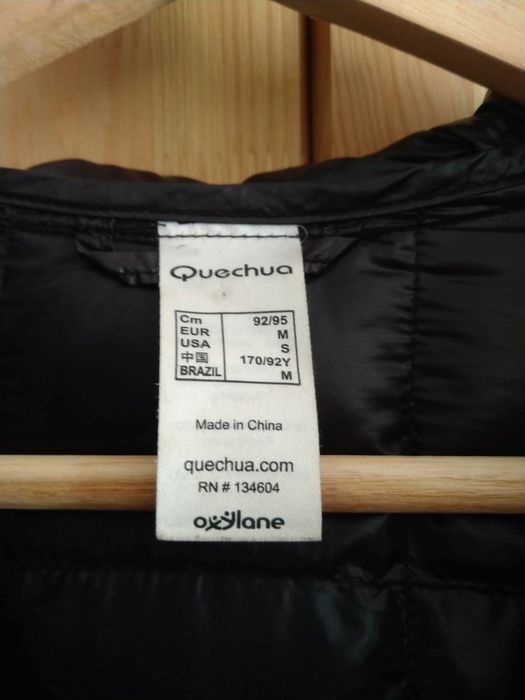 Quechua
Cm 92/95
EUR M
USA S
中国 170/92Y
BRAZIL M
Made in China
quechua.com
RN # 134604
oxylane